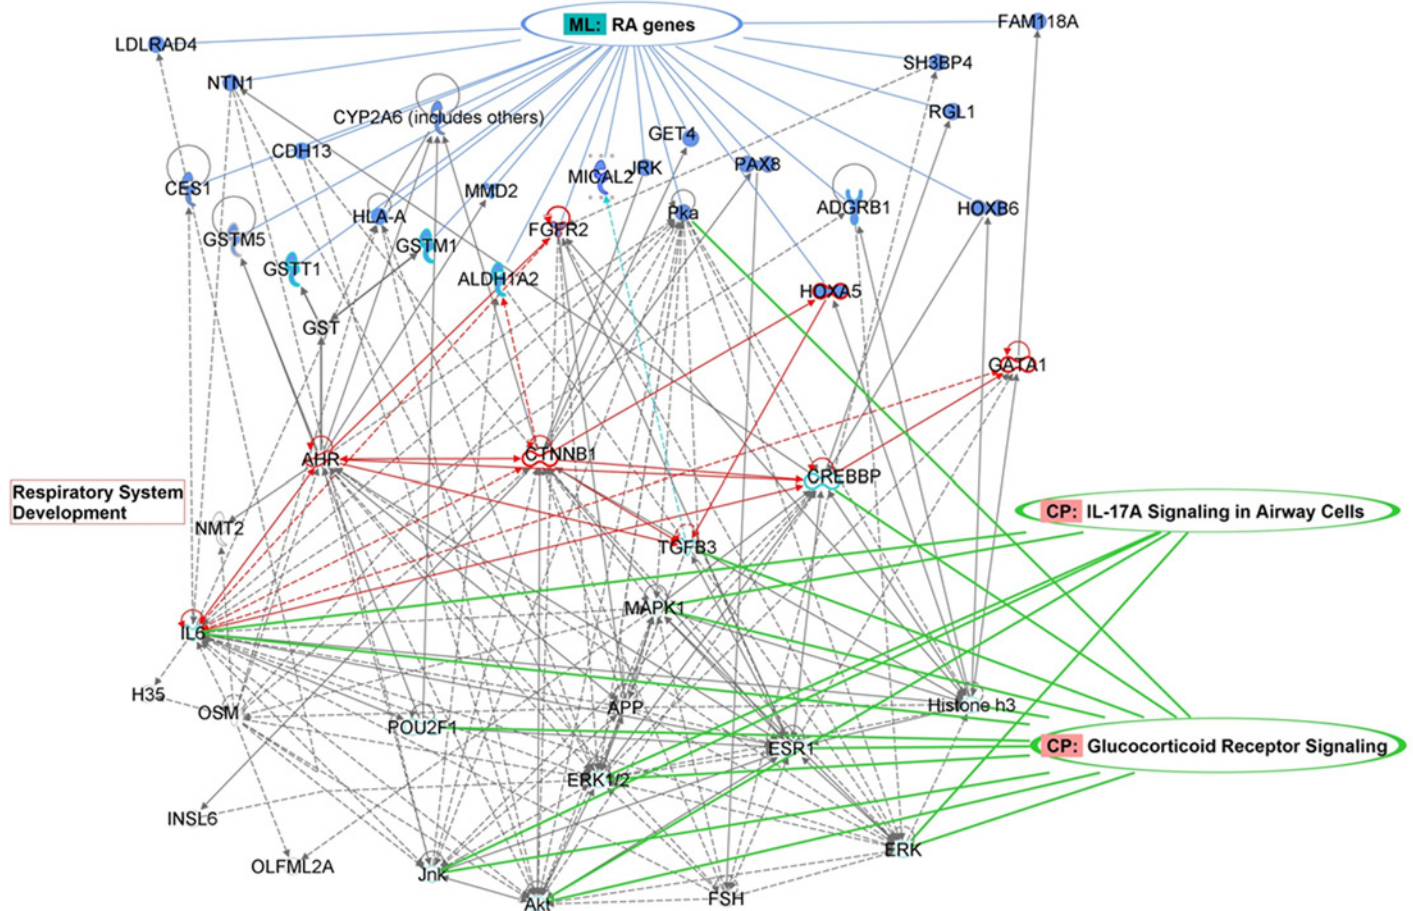 ML: RA genes
FAM118A
LDLRAD4
SH3BP4
NTN1
RGL1
CYP2A6 (includes others)
GET4
CDH13
PAX8
JRK
MICAL2
CES1
MMD2
ADGRB1
HOXB6
HLA-A
Pka
FGFR2
GSTM5
GSTM1
GSTT1
ALDH1A2
HOXA5
GST
GATA1
AHR
CTNNB1
CREBBP
Respiratory System
Development
CP: IL-17A Signaling in Airway Cells
NMT2
TGFB3
MAPK1
IL6
H35
OSM
APP
Histone h3
POU2F1
ESR1
CP: Glucocorticoid Receptor Signaling
ERK1/2
INSL6
ERK
OLFML2A
Jnk
Akt
FSH